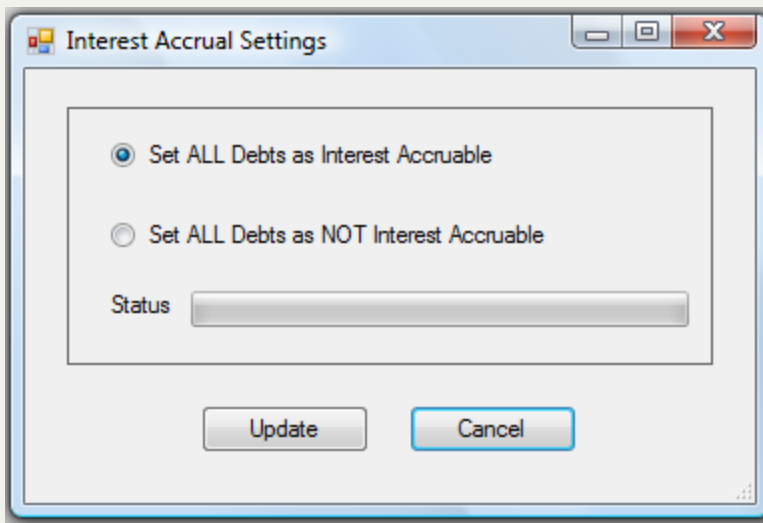 Interest Accrual Settings
Set ALL Debts as Interest Accruable
Set ALL Debts as NOT Interest Accruable
Status
Update Cancel